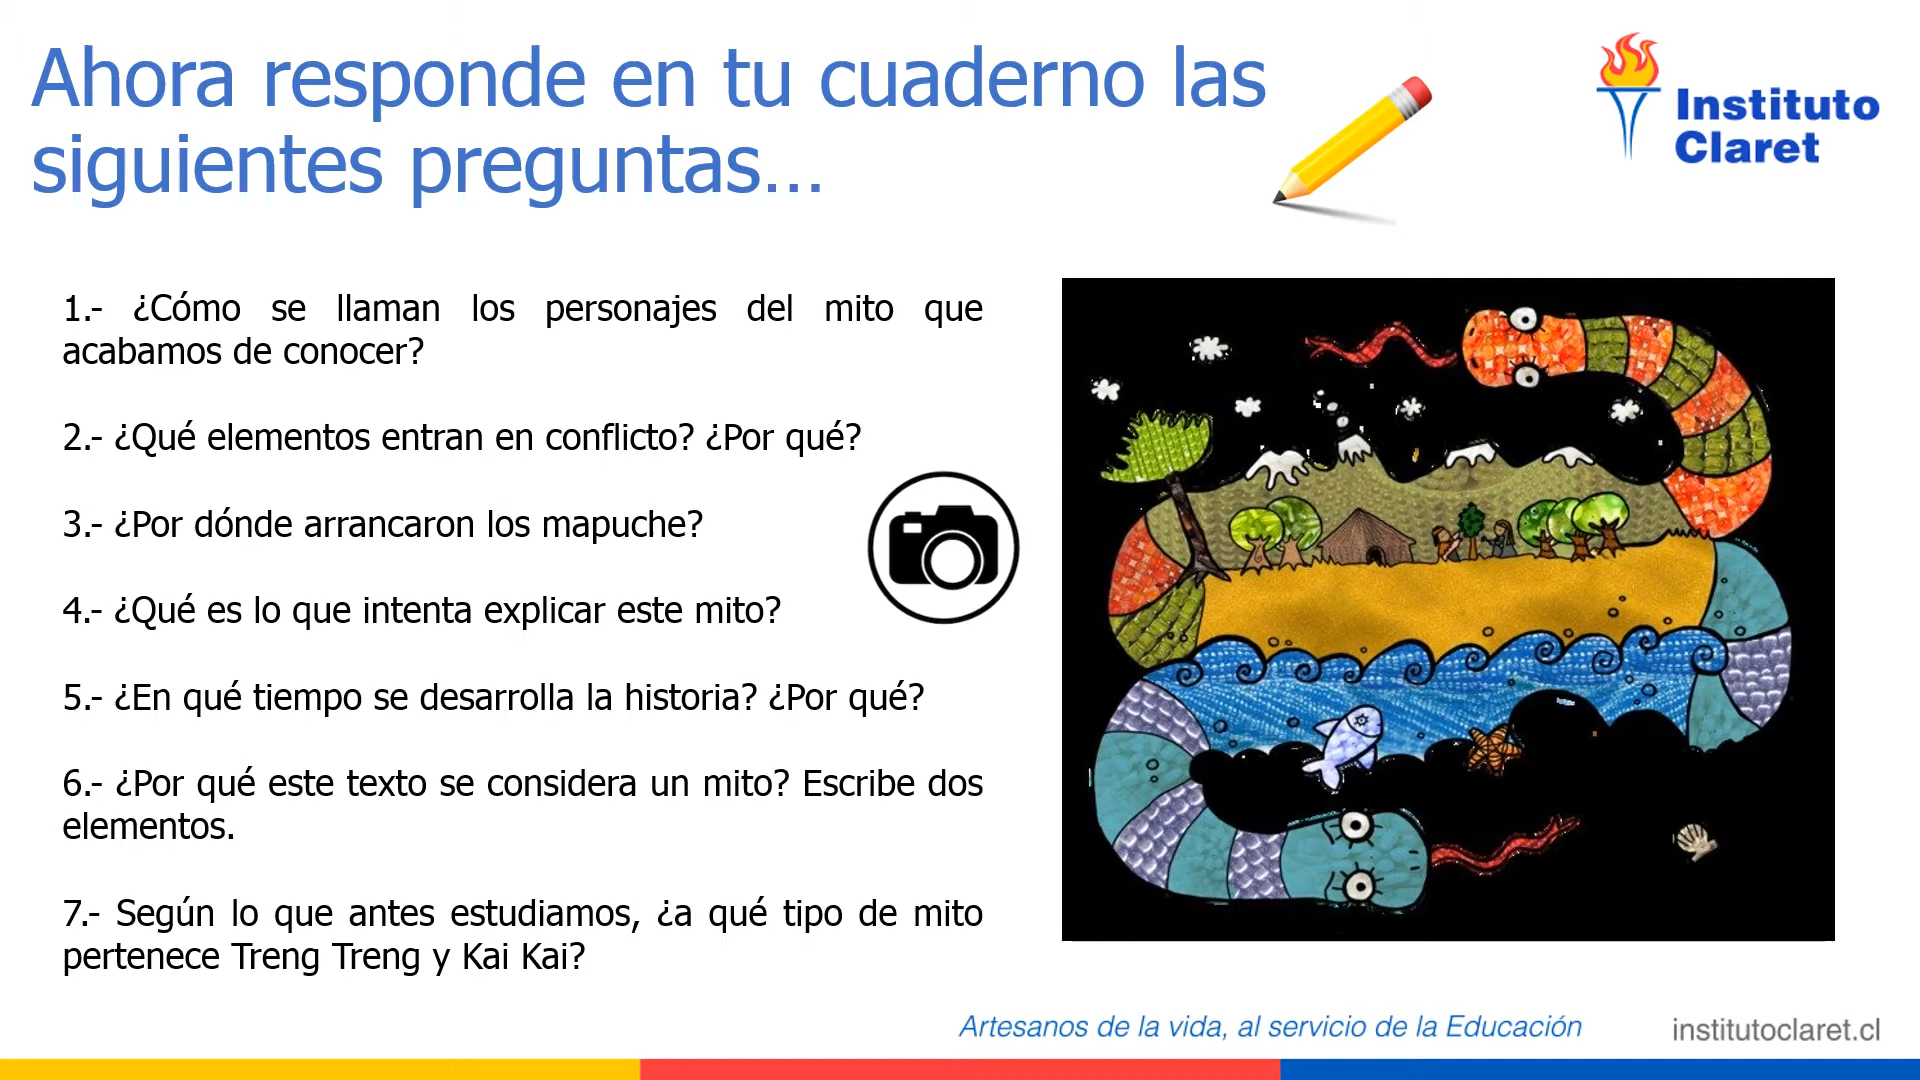 Ahora responde en tu cuaderno las
siguientes preguntas...
Instituto
Claret
1.- ¿Cómo se llaman los personajes del mito que
acabamos de conocer?
2.- ¿Qué elementos entran en conflicto? ¿Por qué?
3.- ¿Por dónde arrancaron los mapuche?
4.- ¿Qué es lo que intenta explicar este mito?
5.- ¿En qué tiempo se desarrolla la historia? ¿Por qué?
6.- ¿Por qué este texto se considera un mito? Escribe dos
elementos.
7.- Según lo que antes estudiamos, ¿a qué tipo de mito
pertenece Treng Treng y Kai Kai?
Artesanos de la vida, al servicio de la Educación
institutoclaret.cl